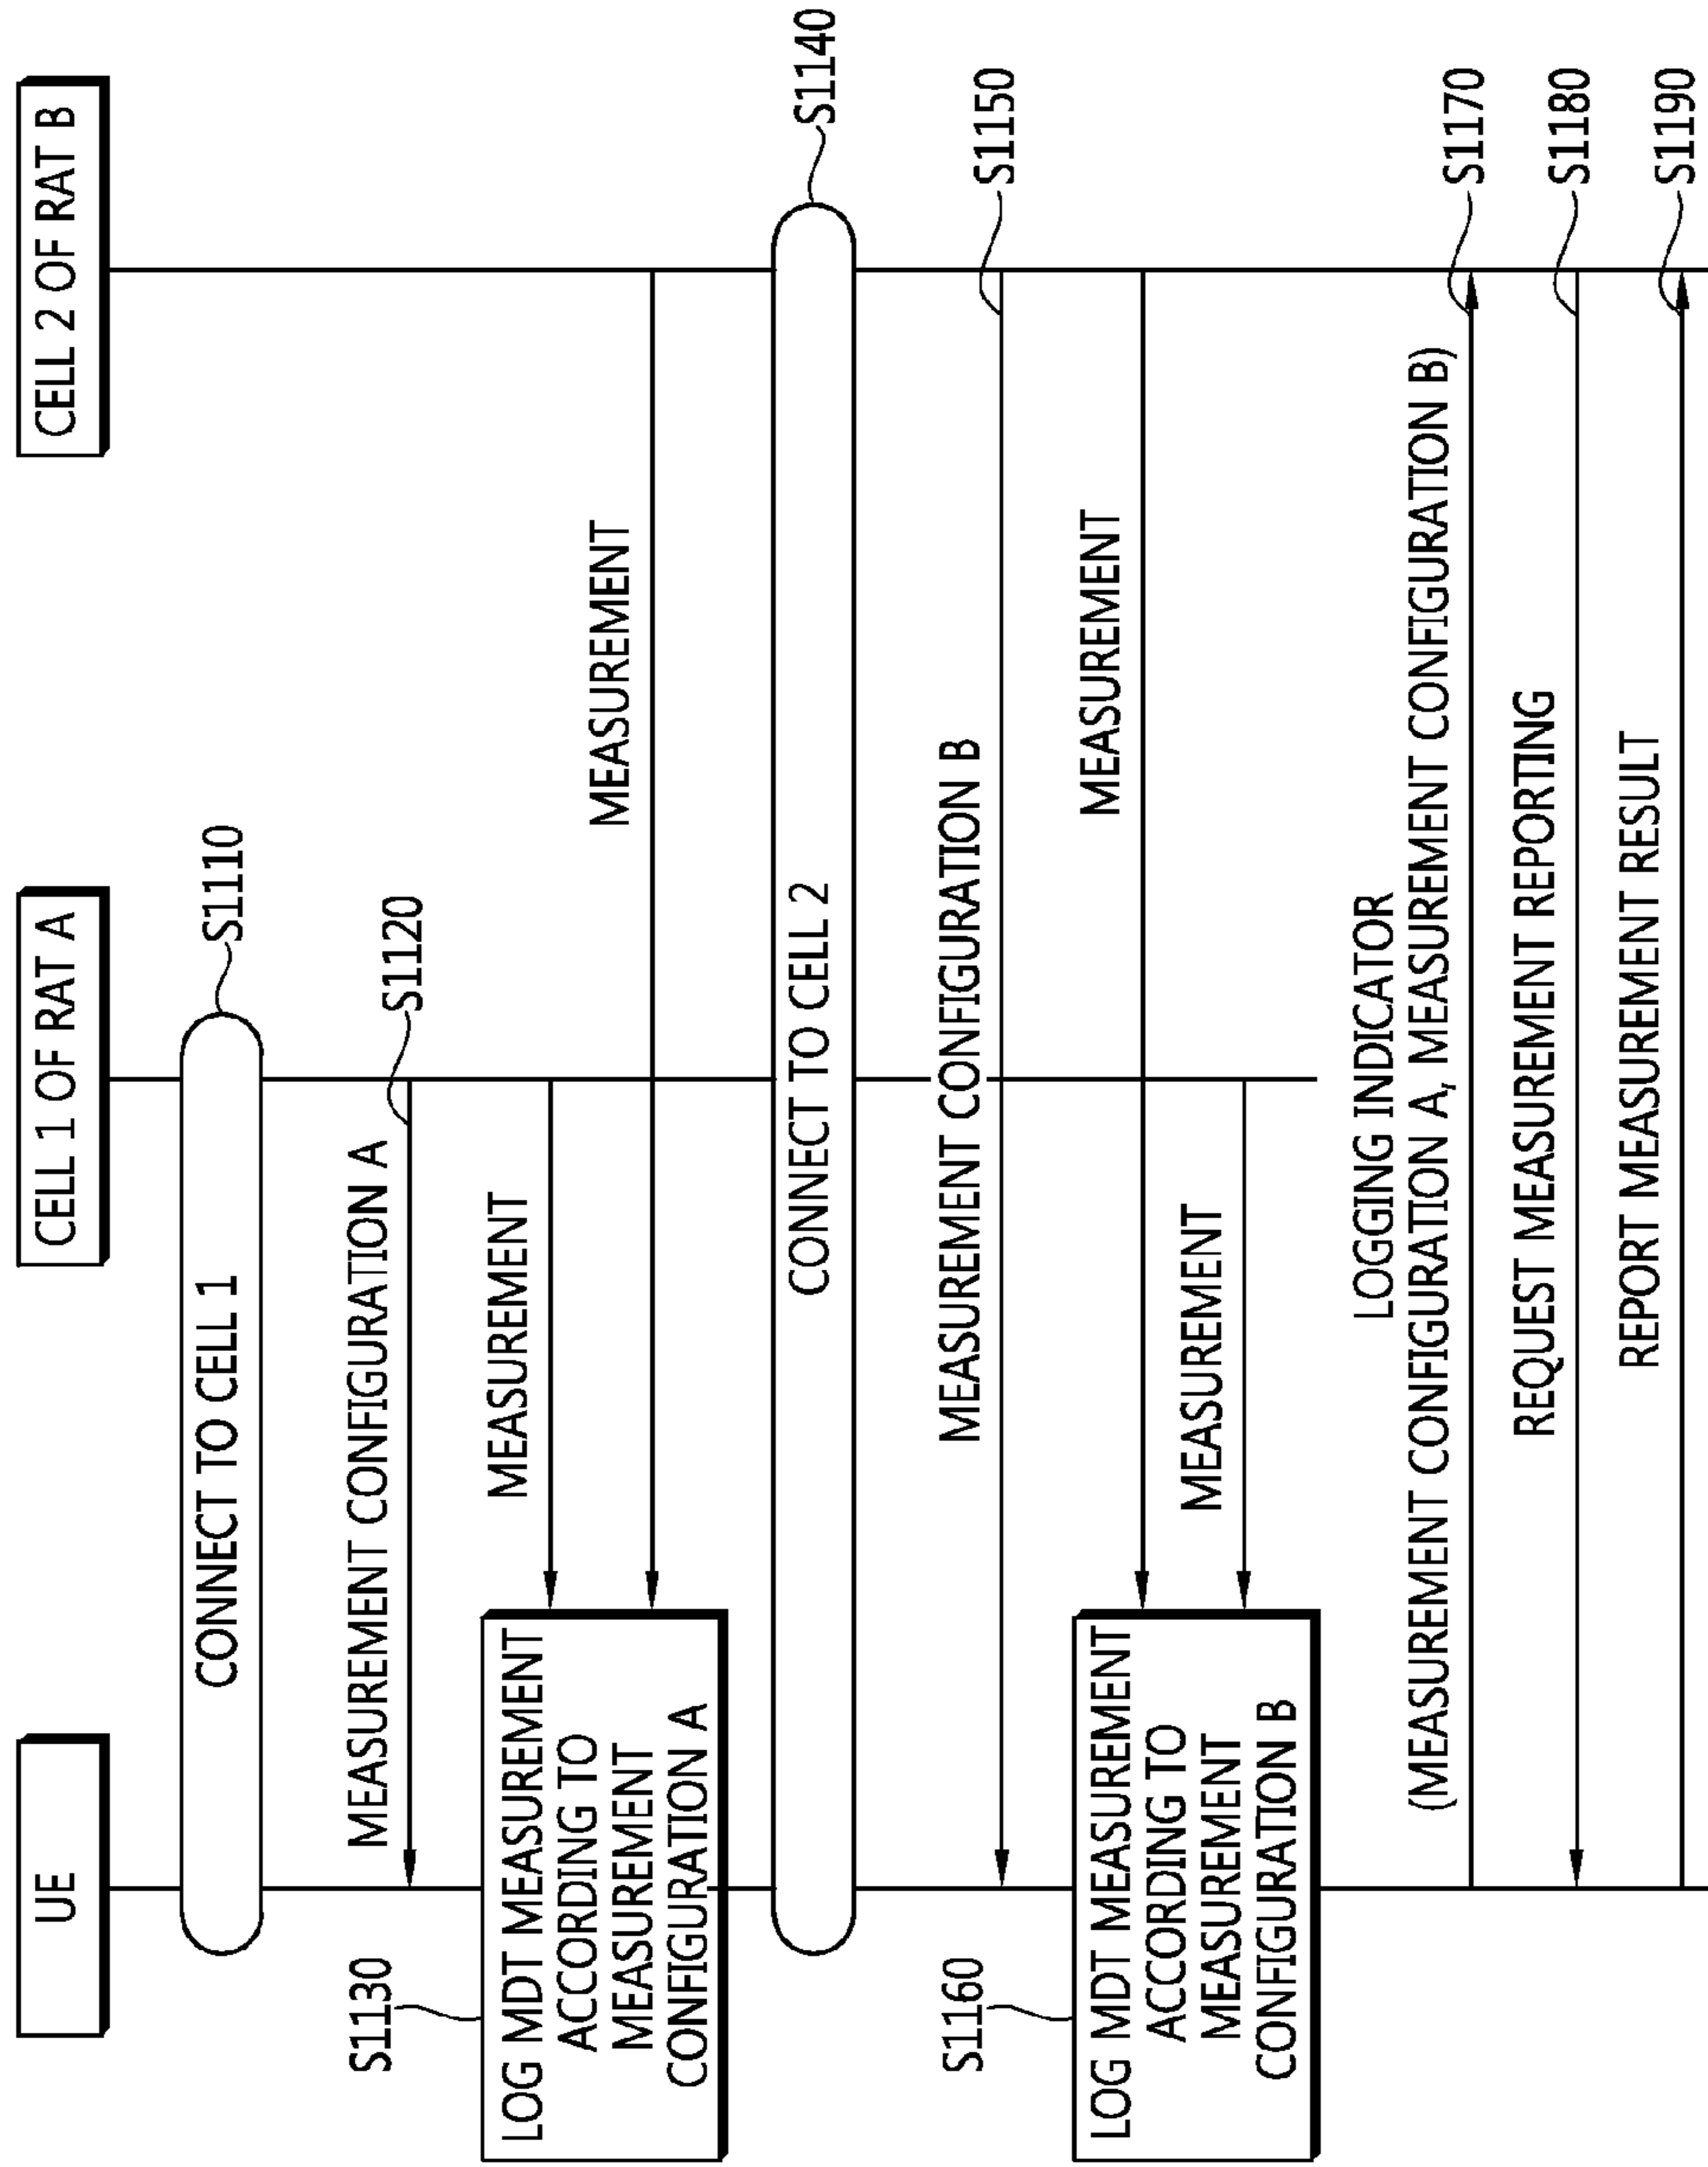 UE
CELL 1 OF RAT A
CELL 2 OF RAT B
CONNECT TO CELL 1
S1110
MEASUREMENT CONFIGURATION A
S1120
S1130
LOG MDT MEASUREMENT
ACCORDING TO
MEASUREMENT
CONFIGURATION A
MEASUREMENT
MEASUREMENT
CONNECT TO CELL 2
S1140
MEASUREMENT CONFIGURATION B
S1150
S1160
LOG MDT MEASUREMENT
ACCORDING TO
MEASUREMENT
CONFIGURATION B
MEASUREMENT
MEASUREMENT
LOGGING INDICATOR
(MEASUREMENT CONFIGURATION A, MEASUREMENT CONFIGURATION B)
S1170
REQUEST MEASUREMENT REPORTING
S1180
REPORT MEASUREMENT RESULT
S1190